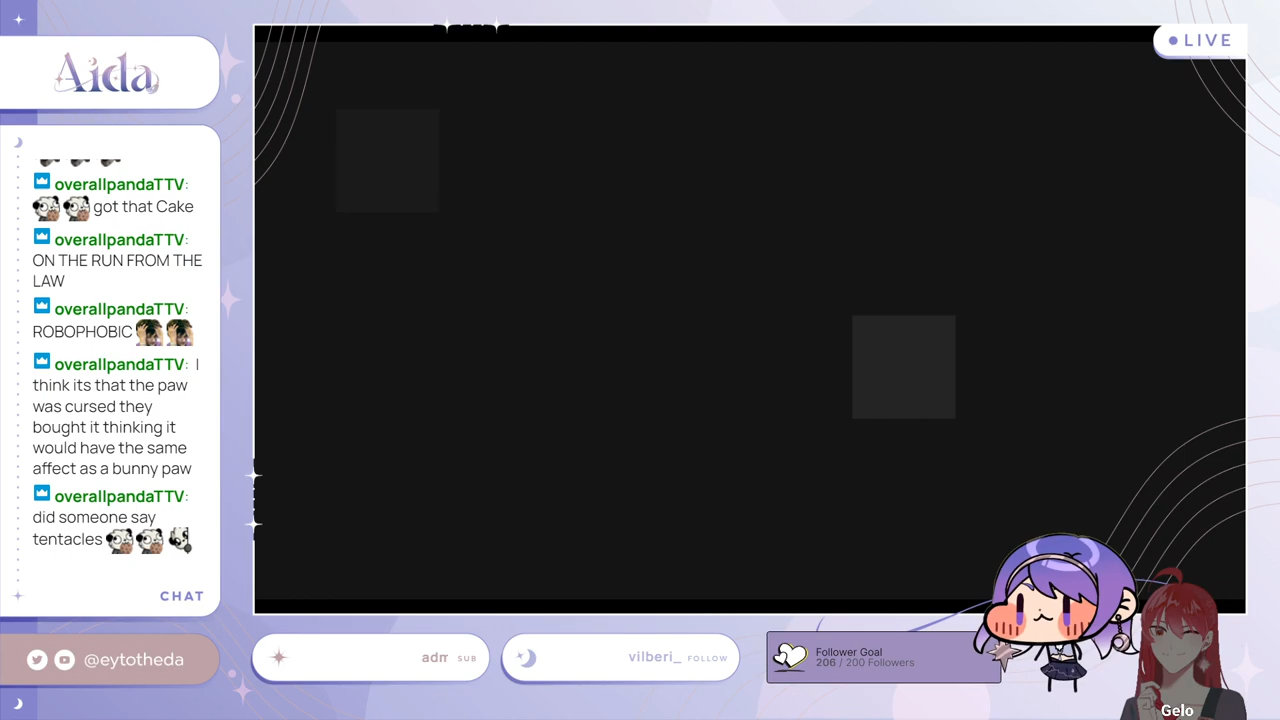 Aida
LIVE
overallpandaTTV:
got that Cake
overallpandaTTV:
ON THE RUN FROM THE
LAW
overallpandaTTV:
ROBOPHOBIC
overallpandaTTV: I
think its that the paw
was cursed they
bought it thinking it
would have the same
affect as a bunny paw
overallpandaTTV:
did someone say
tentacles
CHAT
@eytotheda
adm SUB
vilberi_ FOLLOW
Follower Goal
206 / 200 Followers
Gelo